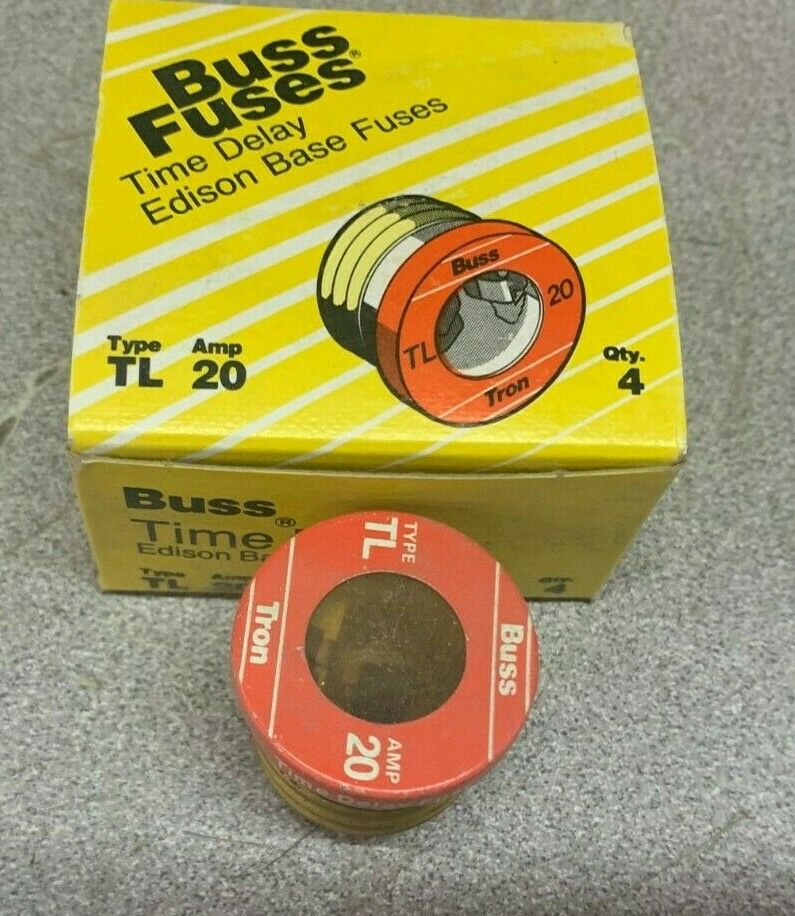 Buss
Fuses®
Time Delay
Edison Base Fuses
Type Amp
TL 20
Qty.
4
Buss
20
TL
Tron
Buss®
Time
Edison
Type
TL
4
TYPE
TL
Tron
Buss
AMP
20